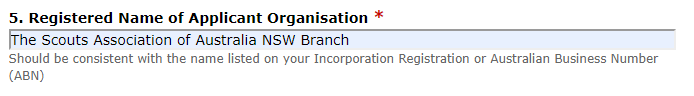 5. Registered Name of Applicant Organisation *
The Scouts Association of Australia NSW Branch
Should be consistent with the name listed on your Incorporation Registration or Australian Business Number
(ABN)